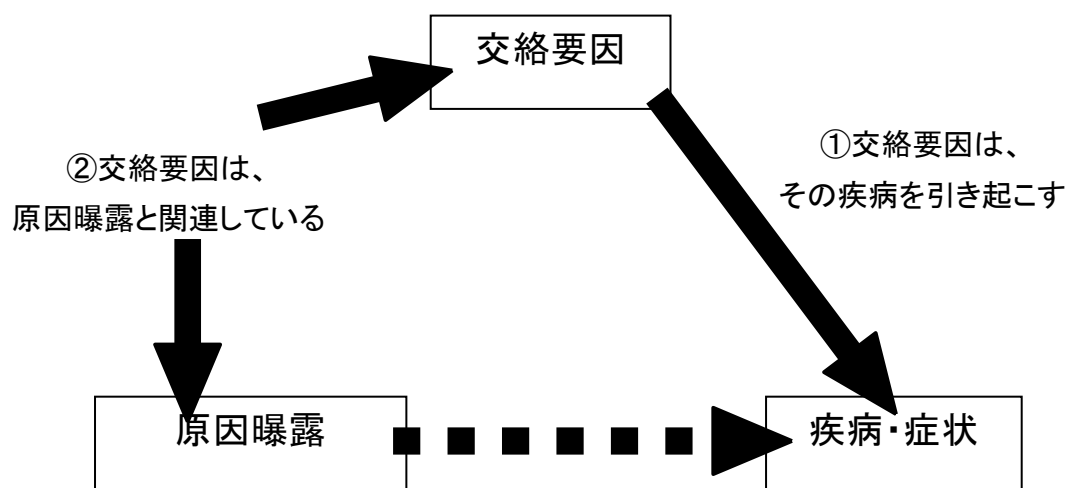 交絡要因
①交絡要因は、
その疾病を引き起こす
②交絡要因は、
原因曝露と関連している
原因曝露
疾病・症状